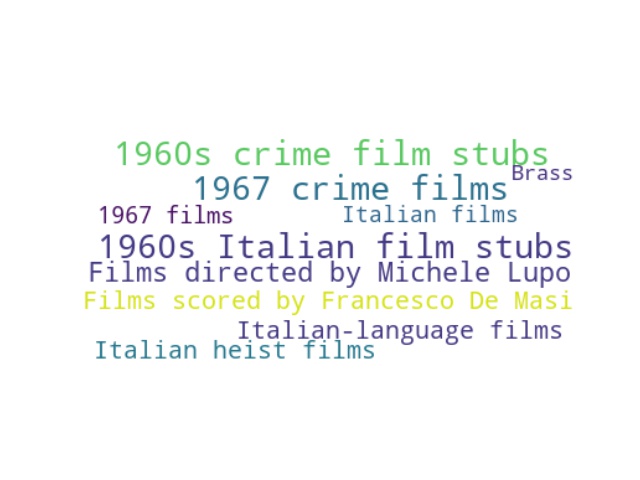 1960s crime film stubs
Brass
1967 crime films
1967 films
Italian films
1960s Italian film stubs
Films directed by Michele Lupo
Films scored by Francesco De Masi
Italian-language films
Italian heist films